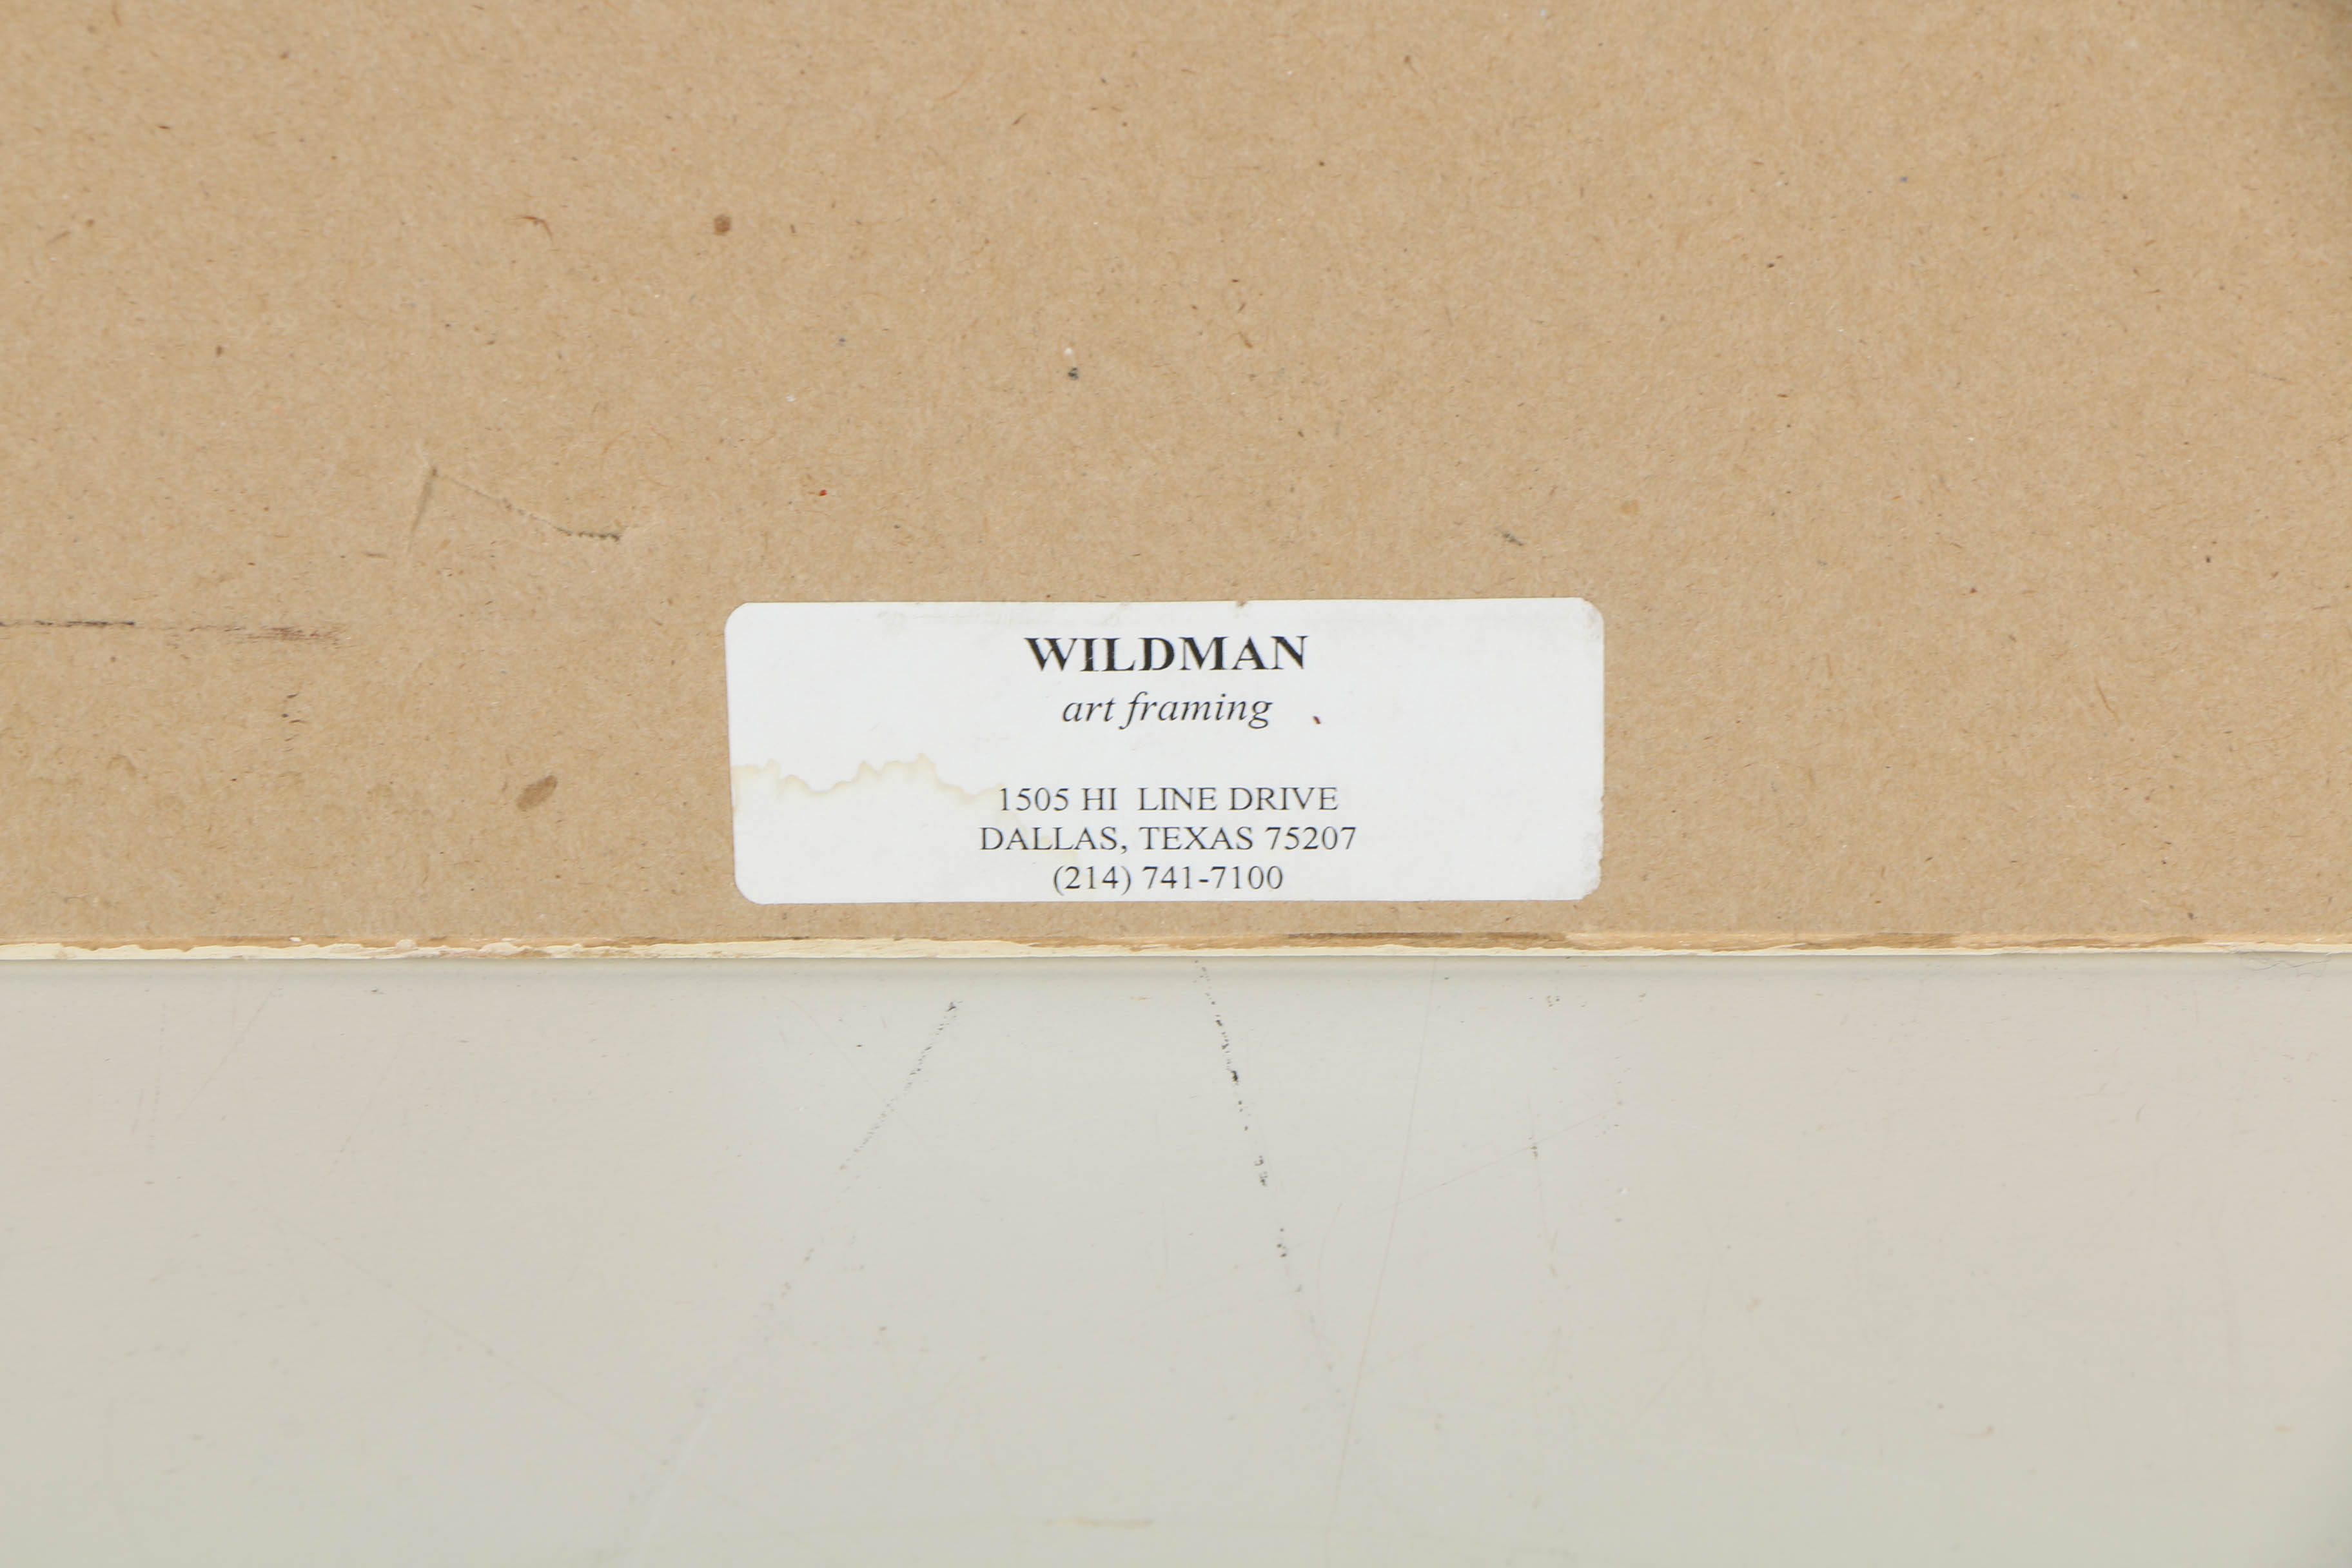 WILDMAN
art framing
1505 HI LINE DRIVE
DALLAS, TEXAS 75207
(214) 741-7100